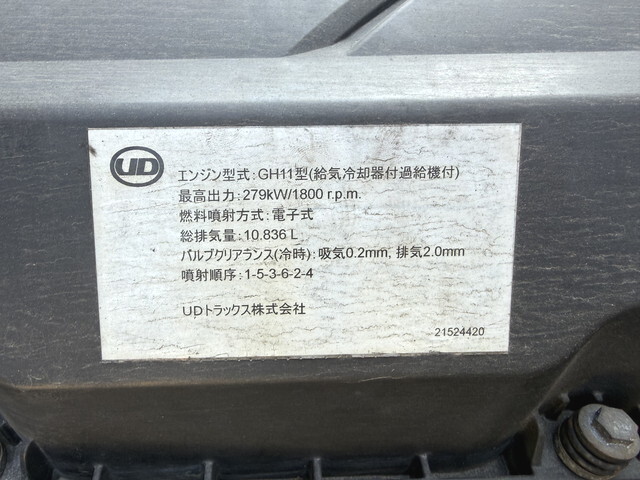 UD
エンジン型式：GH11型(給気冷却器付過給機付)
最高出力：279kW/1800 r.p.m.
燃料噴射方式：電子式
総排気量：10.836 L
バルブクリアランス(冷時)：吸気0.2mm, 排気2.0mm
噴射順序：1-5-3-6-2-4
UDトラックス株式会社
21524420